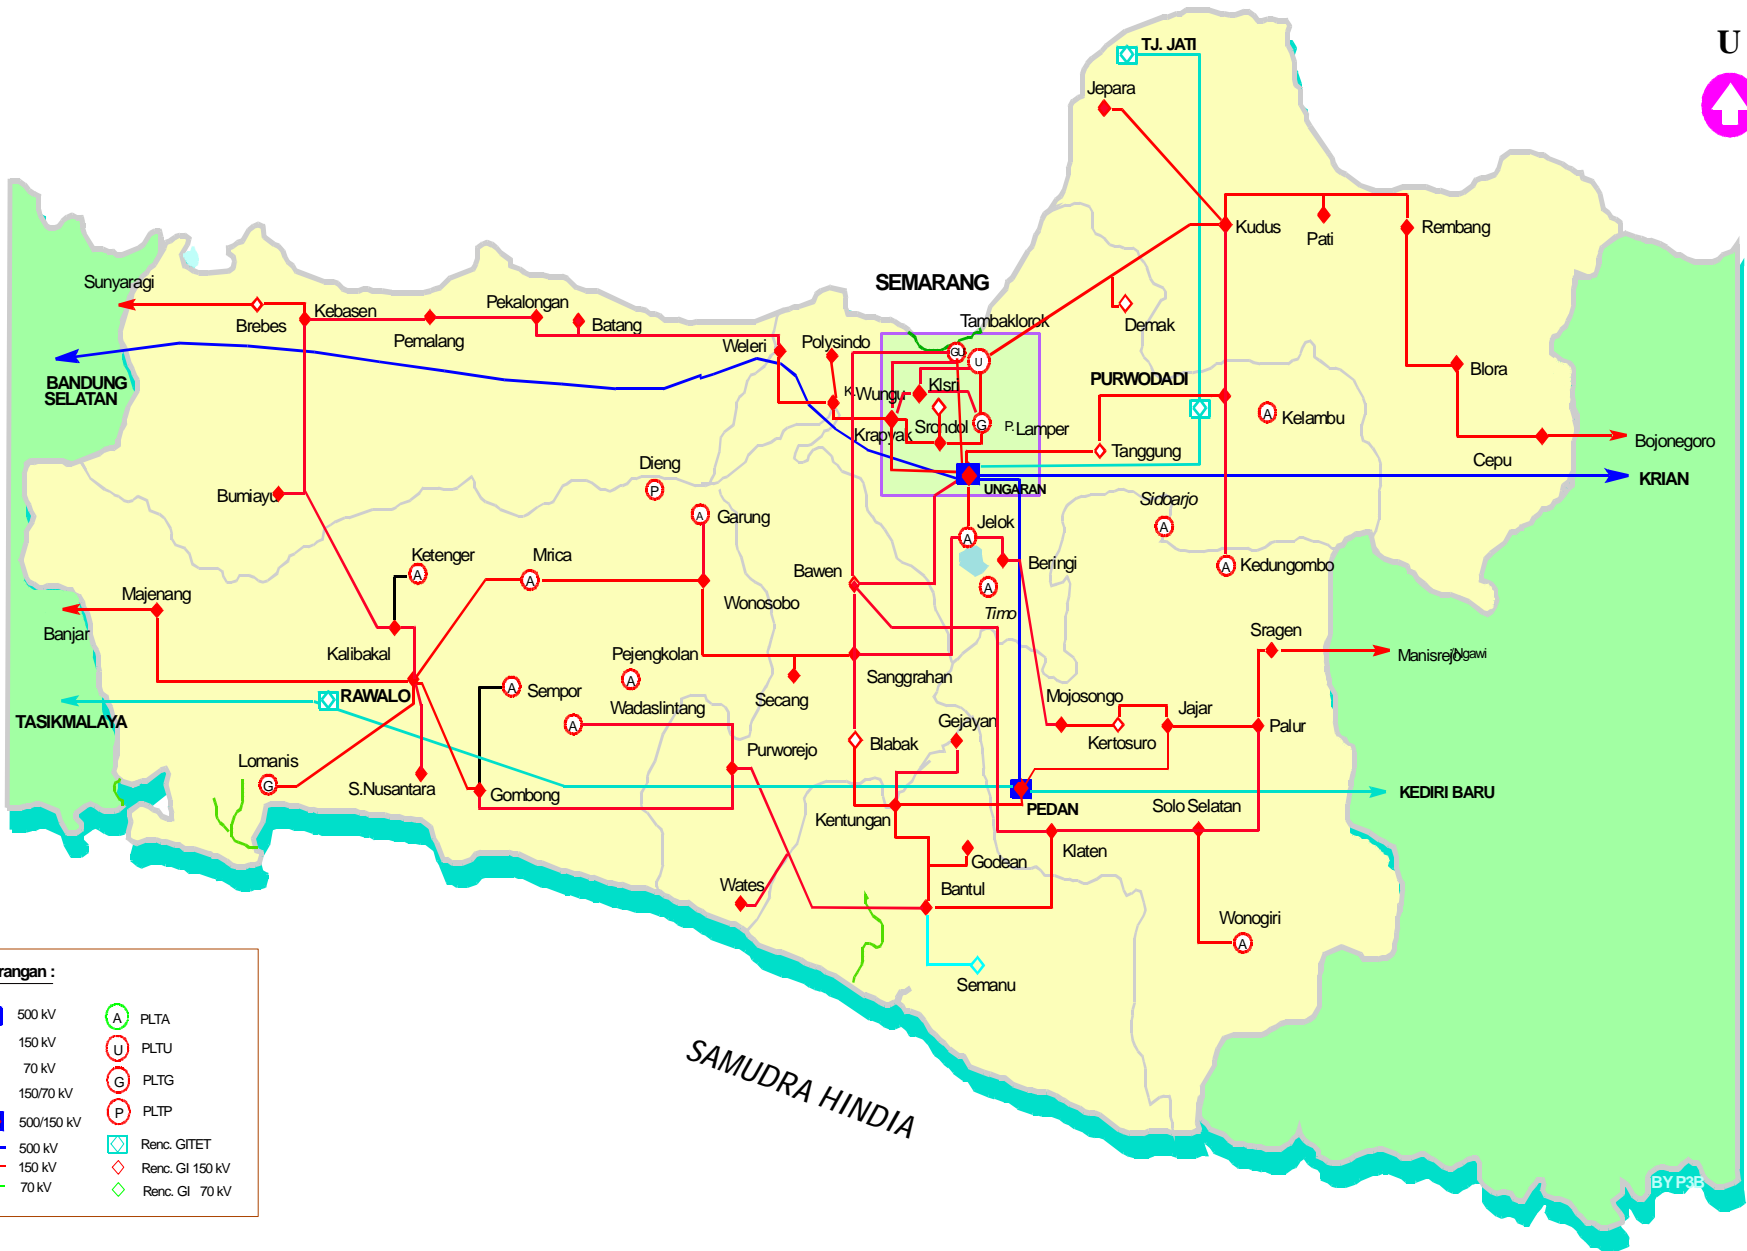 U
TJ. JATI
Jepara
Kudus
Pati
Rembang
SEMARANG
Sunyaragi
Brebes
Kebasen
Pemalang
Pekalongan
Batang
Weleri
Polysindo
Tambaklorok
GU
U
Demak
BANDUNG
SELATAN
K.
Wungu
Klsri
PURWODADI
Blora
Krapyak
Srondol
G
P. Lamper
Tanggung
A
Kelambu
Bojonegoro
Cepu
KRIAN
Dieng
P
UNGARAN
Bumiayu
A
Garung
Jelok
A
Sidoarjo
A
Ketenger
A
Mrica
A
Bawen
Beringi
A
Kedungombo
Majenang
Wonosobo
A
Timo
Banjar
Kalibakal
Pejengkolan
A
Sanggrahan
Sragen
Manisrejo
Ngawi
RAWALO
A
Sempor
Secang
Mojosongo
Jajar
TASIKMALAYA
Wadaslintang
A
Gejayan
Kertosuro
Palur
Lomanis
G
S.Nusantara
Gombong
Purworejo
Blabak
PEDAN
KEDIRI BARU
Kentungan
Solo Selatan
Klaten
Godean
Wates
Bantul
Wonogiri
A
Semanu
SAMUDRA HINDIA
rangan :
500 kV
150 kV
70 kV
150/70 kV
500/150 kV
500 kV
150 kV
70 kV
A PLTA
U PLTU
G PLTG
P PLTP
Renc. GITET
Renc. GI 150 kV
Renc. GI 70 kV
BY P3B